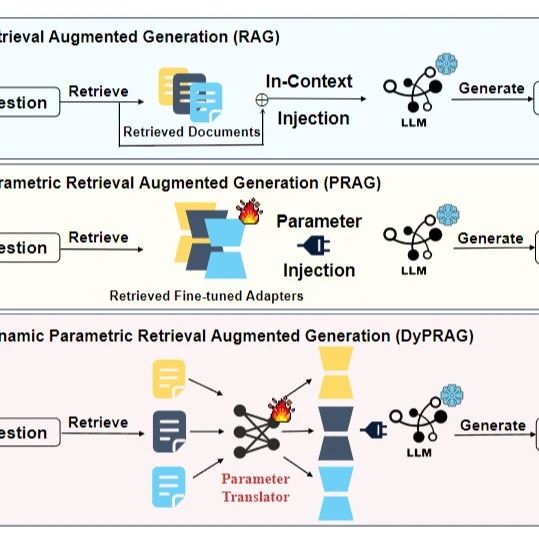 trieval Augmented Generation (RAG)
estion
Retrieve
Retrieved Documents
In-Context
Injection
LLM
Generate
rametric Retrieval Augmented Generation (PRAG)
estion
Retrieve
Retrieved Fine-tuned Adapters
Parameter
Injection
LLM
Generate
namic Parametric Retrieval Augmented Generation (DyPRAG)
estion
Retrieve
Parameter
Translator
LLM
Generate